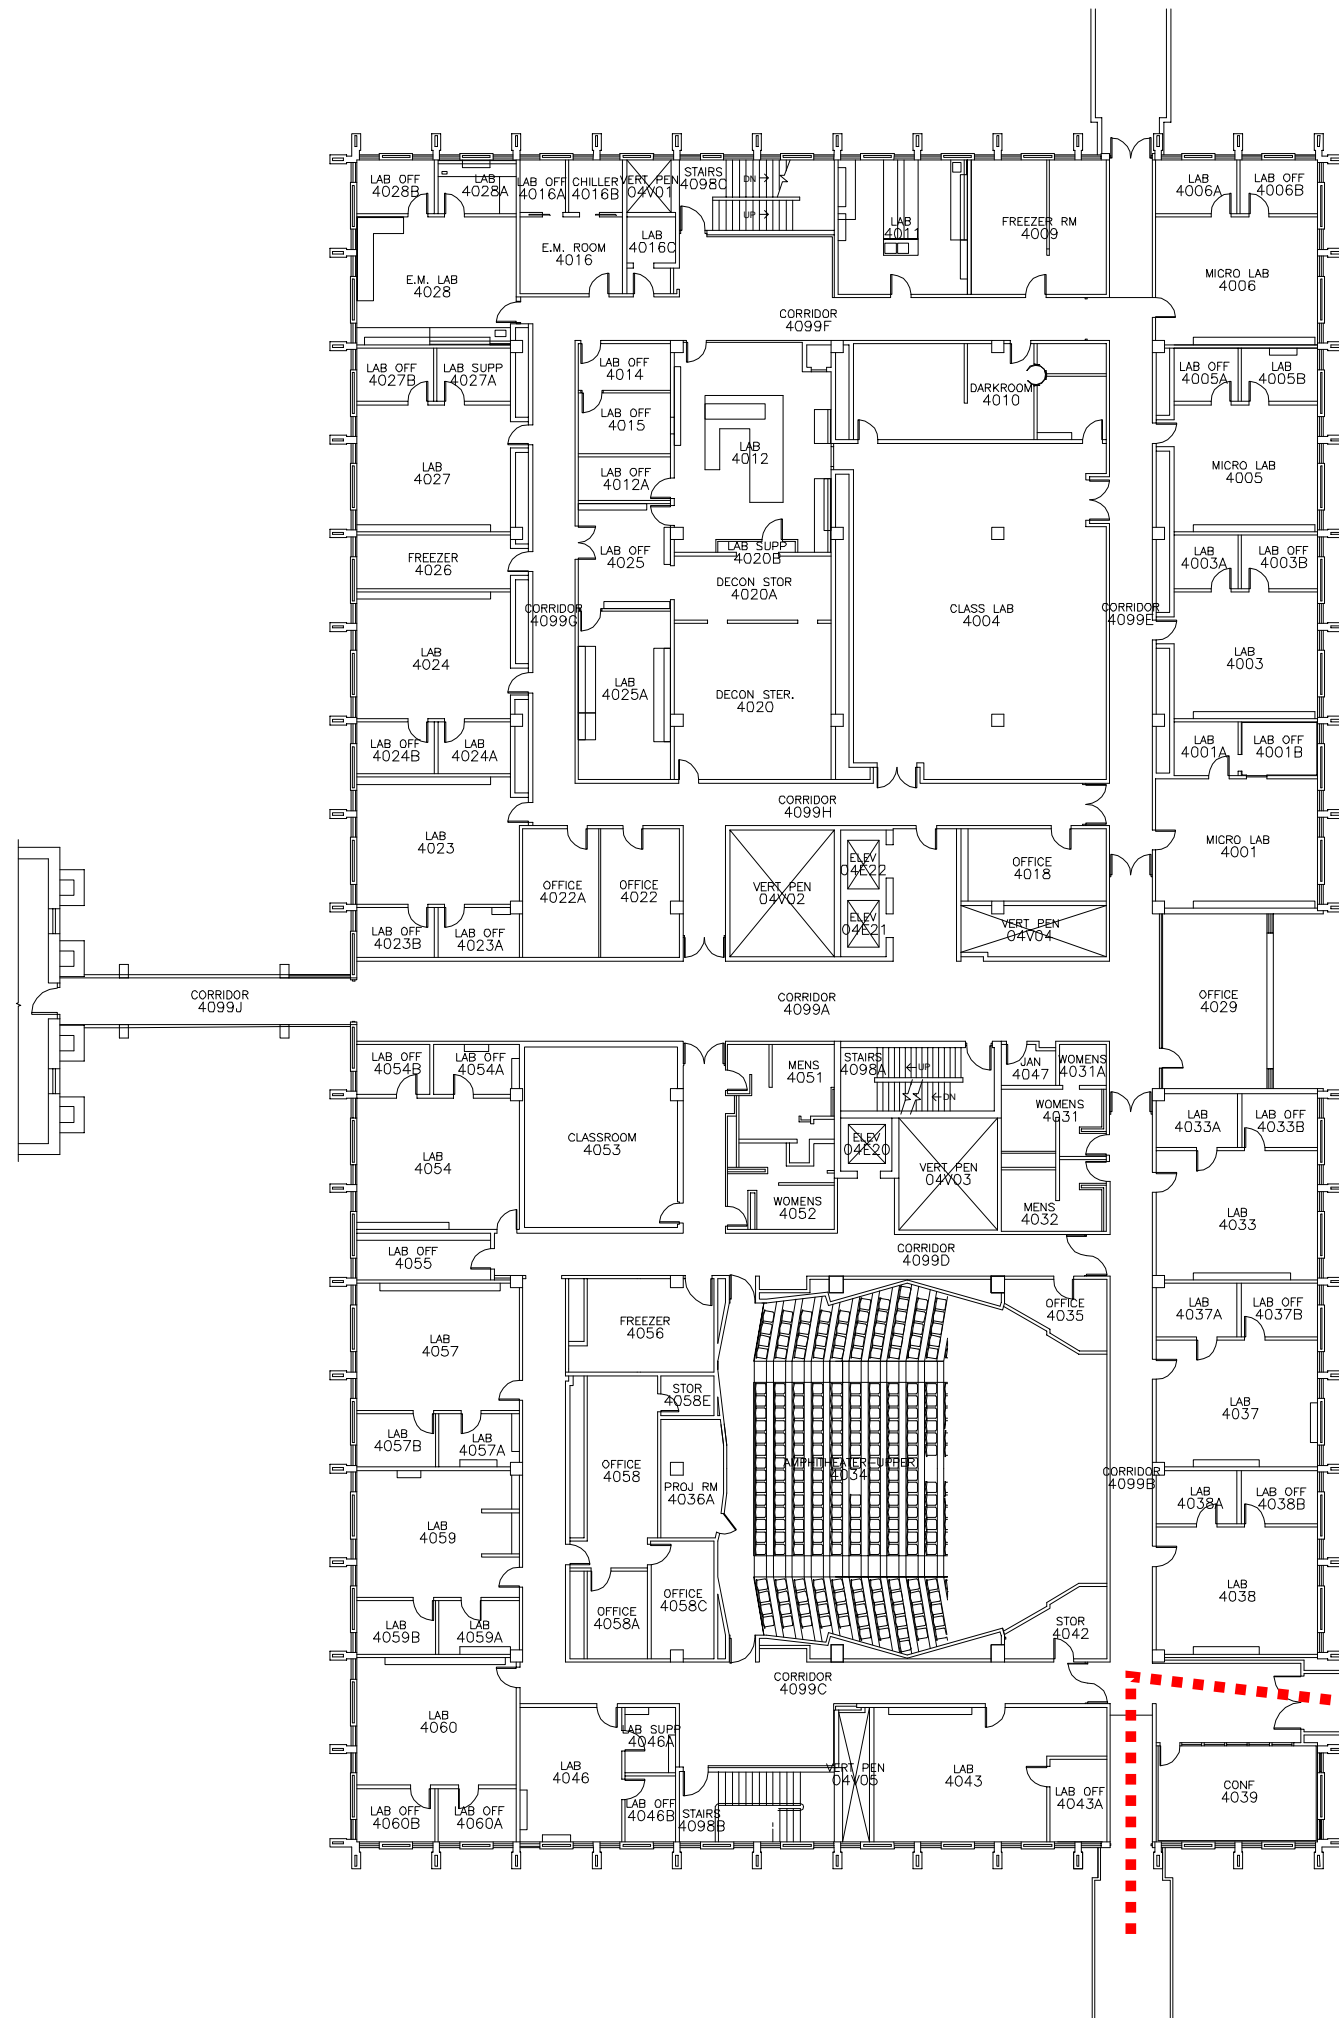 LAB OFF
4028B
LAB
4028A
LAB OFF
4016A
CHILLER
4016B
VERT PEN
04V01
STAIRS
4098C
DN
UP
LAB
4011
FREEZER RM
4009
LAB OFF
4006A
LAB OFF
4006B
E.M. LAB
4028
E.M. ROOM
4016
LAB
4016C
MICRO LAB
4006
CORRIDOR
4099F
LAB OFF
4027B
LAB SUPP
4027A
LAB OFF
4014
LAB OFF
4015
LAB OFF
4012A
LAB
4012
DARKROOM
4010
LAB OFF
4005A
LAB
4005B
LAB
4027
MICRO LAB
4005
FREEZER
4026
LAB OFF
4025
LAB SUPP
4020B
DECON STOR
4020A
LAB
4003A
LAB OFF
4003B
CORRIDOR
4099G
CLASS LAB
4004
CORRIDOR
4099E
LAB
4024
LAB
4025A
DECON STER.
4020
LAB
4003
LAB OFF
4024B
LAB
4024A
LAB
4001A
LAB OFF
4001B
CORRIDOR
4099H
LAB
4023
OFFICE
4022A
OFFICE
4022
VERT PEN
04V02
ELEV
04E22
ELEV
04E21
OFFICE
4018
VERT PEN
04V04
MICRO LAB
4001
LAB OFF
4023B
LAB OFF
4023A
CORRIDOR
4099J
CORRIDOR
4099A
OFFICE
4029
LAB OFF
4054B
LAB OFF
4054A
MENS
4051
STAIRS
4098A
UP
DN
JAN
4047
WOMENS
4031A
WOMENS
4031
LAB
4033A
LAB OFF
4033B
LAB
4054
CLASSROOM
4053
ELEV
04E20
VERT PEN
04V03
WOMENS
4052
MENS
4032
LAB
4033
LAB OFF
4055
CORRIDOR
4099D
LAB
4057
FREEZER
4056
OFFICE
4035
LAB
4037A
LAB OFF
4037B
STOR
4058E
LAB
4037
LAB
4057B
LAB
4057A
OFFICE
4058
PROJ RM
4036A
AMPHITHEATER-UPPER
4034
CORRIDOR
4099B
LAB
4038A
LAB OFF
4038B
LAB
4059
LAB
4059B
LAB
4059A
OFFICE
4058A
OFFICE
4058C
STOR
4042
LAB
4038
CORRIDOR
4099C
LAB
4060
LAB
4046
LAB SUPP
4046A
LAB OFF
4046B
STAIRS
4098B
VERT PEN
04V05
LAB
4043
LAB OFF
4043A
CONF
4039
LAB OFF
4060B
LAB OFF
4060A